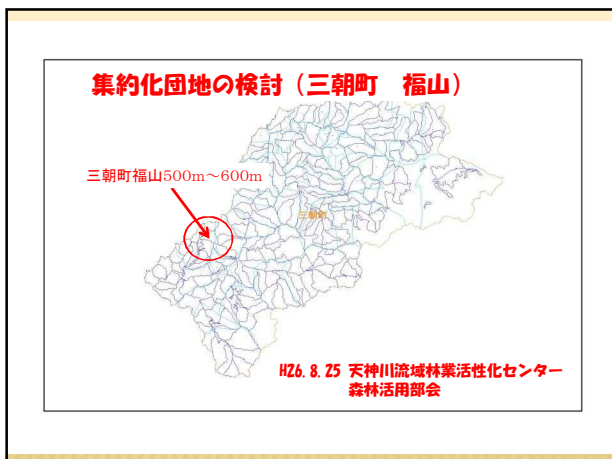 集約化団地の検討（三朝町　福山）
三朝町福山500m～600m
三朝町
H26.8.25 天神川流域林業活性化センター
森林活用部会